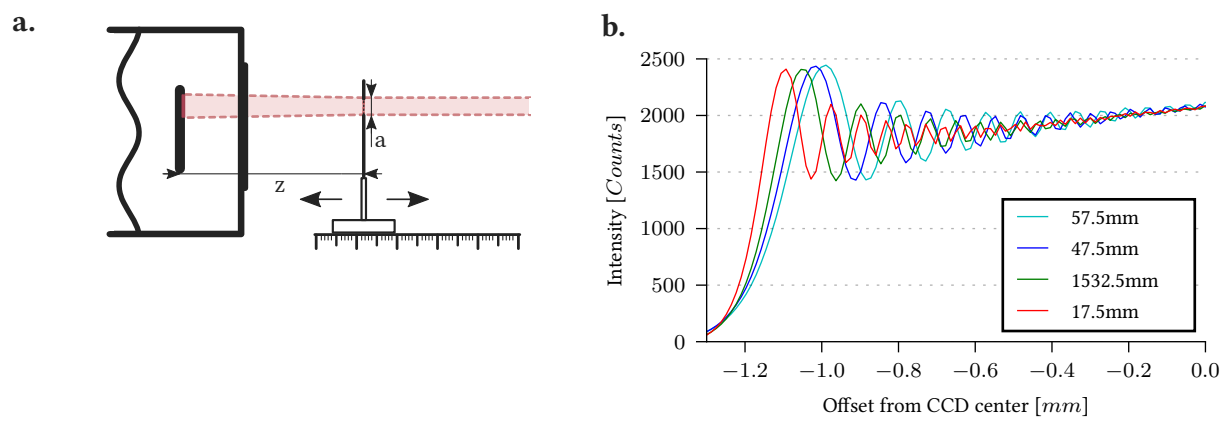 a.
a
z
b.
2500
2000
1500
1000
500
0
Intensity [Counts]
57.5mm
47.5mm
1532.5mm
17.5mm
−1.2 −1.0 −0.8 −0.6 −0.4 −0.2 0.0
Offset from CCD center [mm]